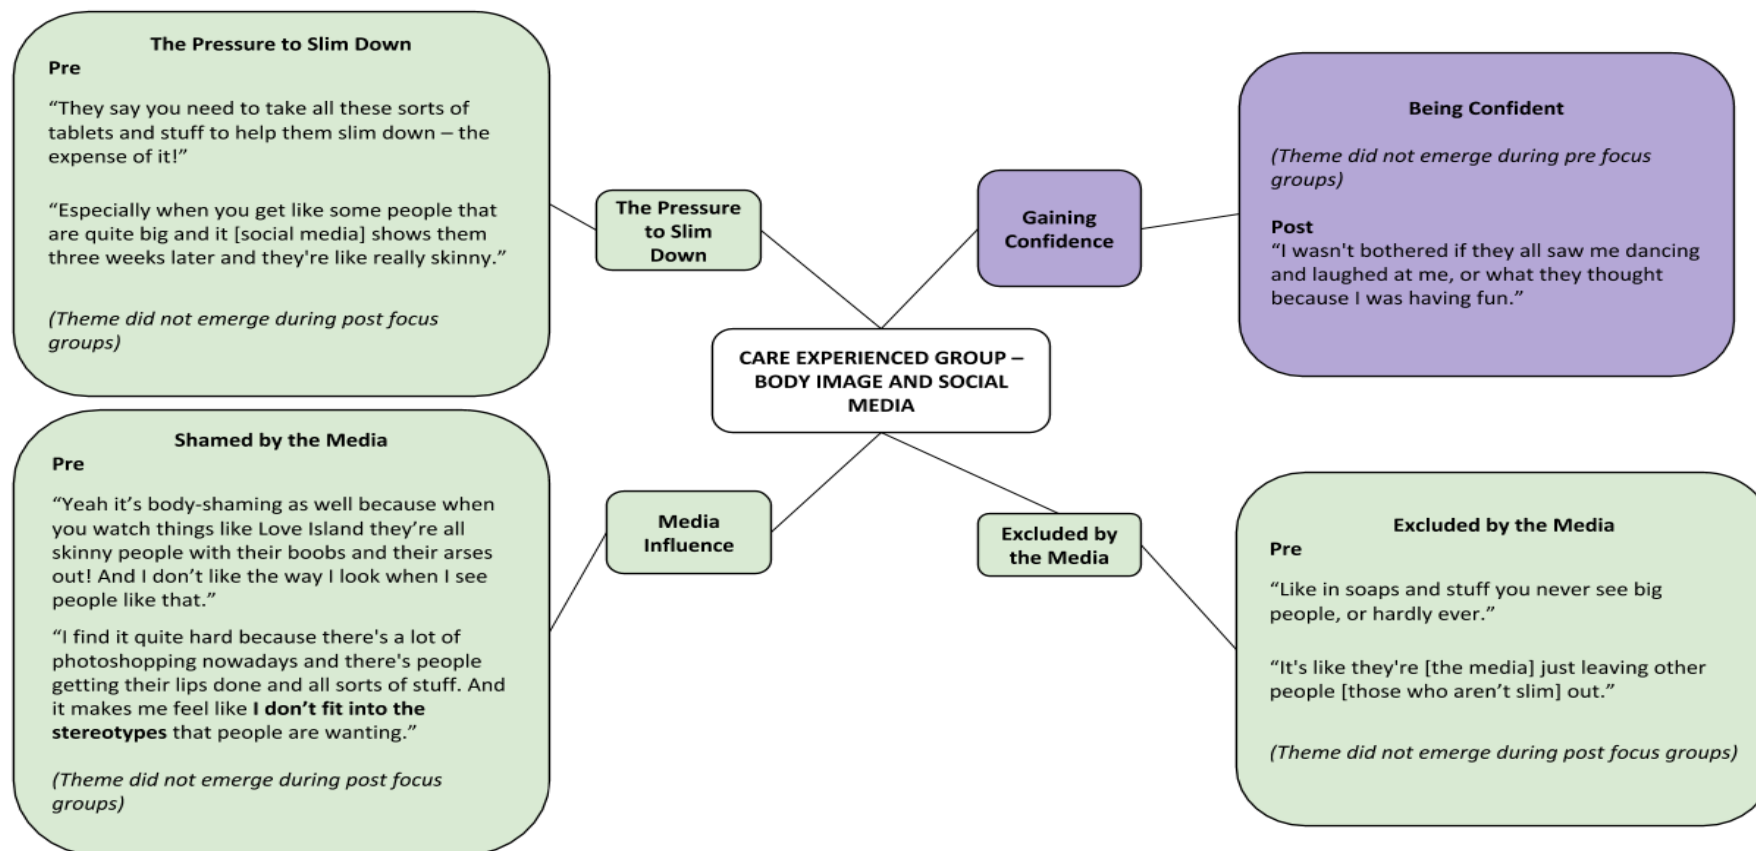 The Pressure to Slim Down
Pre
“They say you need to take all these sorts of
tablets and stuff to help them slim down – the
expense of it!”
“Especially when you get like some people that
are quite big and it [social media] shows them
three weeks later and they're like really skinny.”
(Theme did not emerge during post focus
groups)
The Pressure
to Slim
Down
Gaining
Confidence
Being Confident
(Theme did not emerge during pre focus
groups)
Post
“I wasn't bothered if they all saw me dancing
and laughed at me, or what they thought
because I was having fun.”
CARE EXPERIENCED GROUP –
BODY IMAGE AND SOCIAL
MEDIA
Shamed by the Media
Pre
“Yeah it’s body-shaming as well because when
you watch things like Love Island they’re all
skinny people with their boobs and their arses
out! And I don’t like the way I look when I see
people like that.”
“I find it quite hard because there's a lot of
photoshopping nowadays and there's people
getting their lips done and all sorts of stuff. And
it makes me feel like I don’t fit into the
stereotypes that people are wanting.”
(Theme did not emerge during post focus
groups)
Media
Influence
Excluded by
the Media
Excluded by the Media
Pre
“Like in soaps and stuff you never see big
people, or hardly ever.”
“It's like they're [the media] just leaving other
people [those who aren’t slim] out.”
(Theme did not emerge during post focus groups)